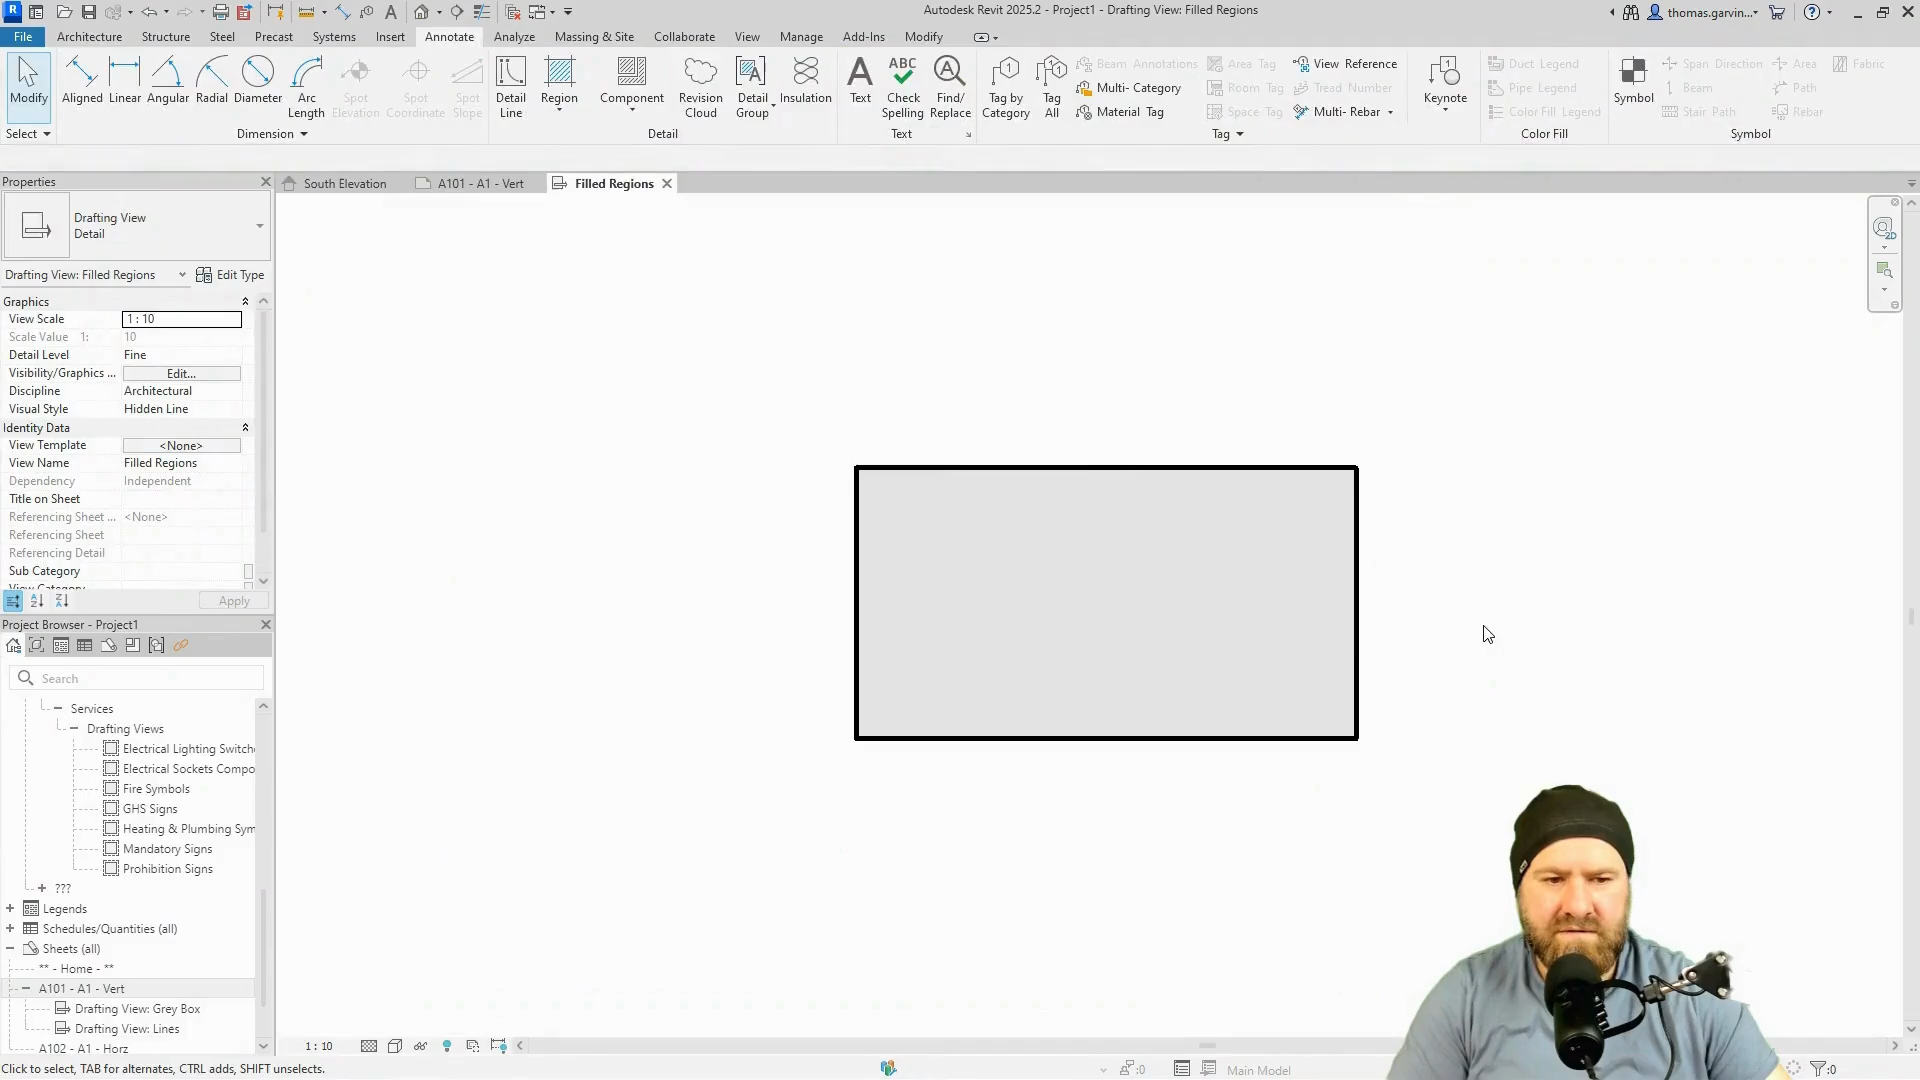 Autodesk Revit 2025.2 - Project1 - Drafting View: Filled Regions
thomas.garvin...
File Architecture Structure Steel Precast Systems Insert Annotate Analyze Massing & Site Collaborate View Manage Add-Ins Modify
Modify
Aligned Linear Angular Radial Diameter Arc Length Spot Elevation Spot Coordinate Spot Slope
Detail Line Region Component Revision Cloud Detail Group Insulation
Text Check Spelling Find/ Replace
ABC
Tag by Category Tag All
Beam Annotations Area Tag View Reference
Multi- Category Room Tag Tread Number
Material Tag Space Tag Multi- Rebar
Keynote
Duct Legend
Pipe Legend
Color Fill Legend
Symbol
Span Direction Area Fabric
Beam Path
Stair Path Rebar
Select Dimension Detail Text Tag Color Fill Symbol
Properties
South Elevation A101 - A1 - Vert Filled Regions
Drafting View
Detail
Drafting View: Filled Regions Edit Type
Graphics
View Scale 1 : 10
Scale Value 1: 10
Detail Level Fine
Visibility/Graphics ... Edit...
Discipline Architectural
Visual Style Hidden Line
Identity Data
View Template <None>
View Name Filled Regions
Dependency Independent
Title on Sheet
Referencing Sheet ... <None>
Referencing Sheet
Referencing Detail
Sub Category
View Category
Apply
Project Browser - Project1
Search
Services
Drafting Views
Electrical Lighting Switch
Electrical Sockets Compo
Fire Symbols
GHS Signs
Heating & Plumbing Sym
Mandatory Signs
Prohibition Signs
???
Legends
Schedules/Quantities (all)
Sheets (all)
** - Home - **
A101 - A1 - Vert
Drafting View: Grey Box
Drafting View: Lines
A102 - A1 - Horz
1 : 10
Click to select, TAB for alternates, CTRL adds, SHIFT unselects.
:0
Main Model
:0